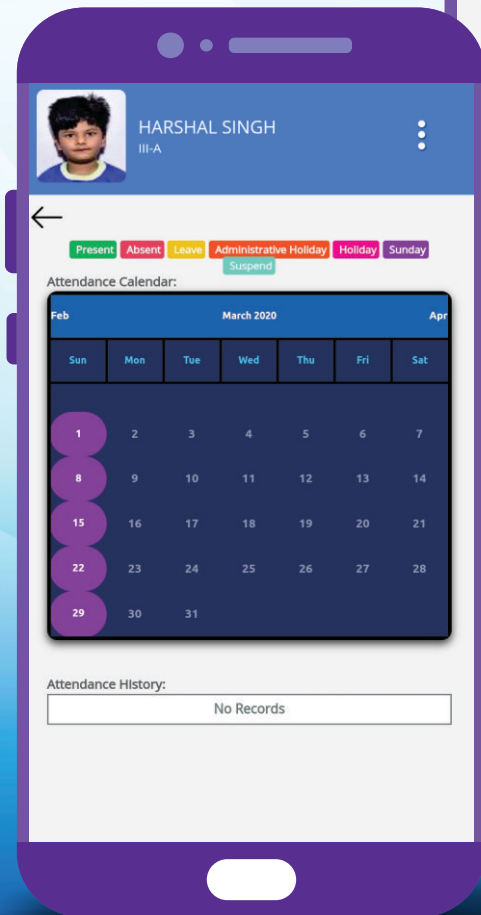 HARSHAL SINGH
III-A
Present Absent Leave Administrative Holiday Holiday Sunday
Suspend
Attendance Calendar:
Feb March 2020 Apr
Sun Mon Tue Wed Thu Fri Sat
1 2 3 4 5 6 7
8 9 10 11 12 13 14
15 16 17 18 19 20 21
22 23 24 25 26 27 28
29 30 31
Attendance History:
No Records